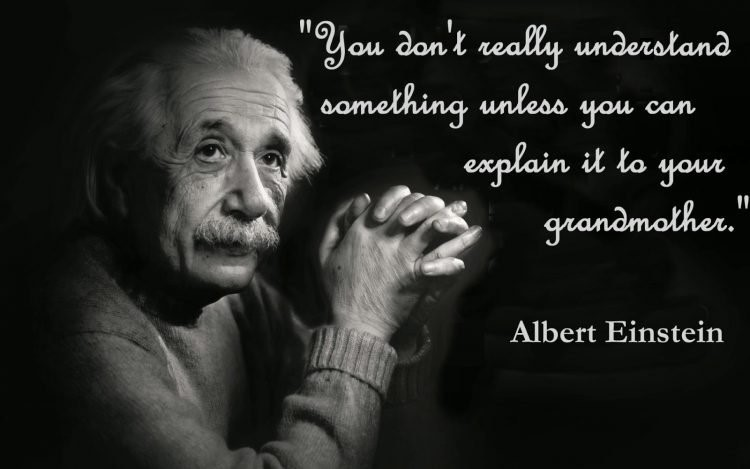 "You don't really understand
something unless you can
explain it to your
grandmother."
Albert Einstein